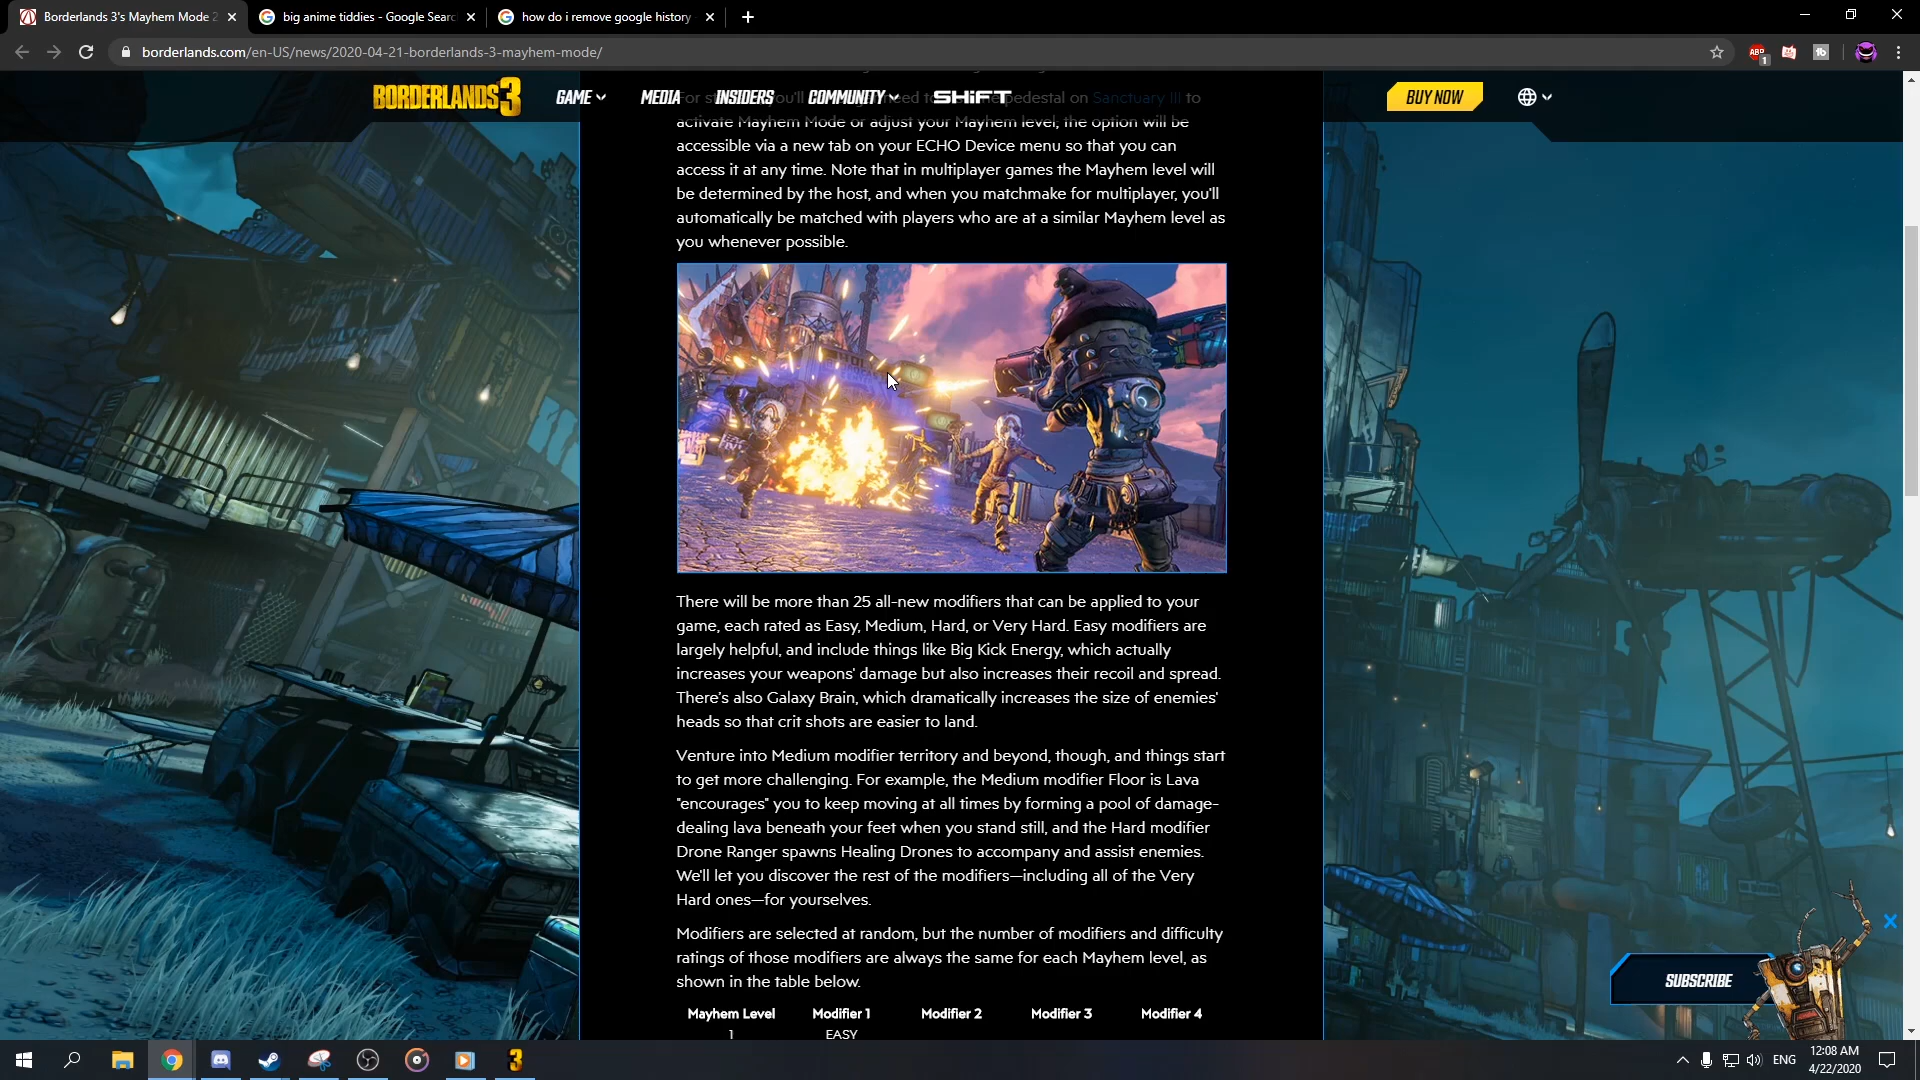 Borderlands 3's Mayhem Mode 2
big anime tiddies - Google Searc
how do i remove google history
borderlands.com/en-US/news/2020-04-21-borderlands-3-mayhem-mode/
ABP
1
tb
BORDERLANDS 3
GAME
MEDIA
INSIDERS
COMMUNITY
SHiFT
BUY NOW
pedestal on Sanctuary III to
activate Mayhem Mode or adjust your Mayhem level; the option will be
accessible via a new tab on your ECHO Device menu so that you can
access it at any time. Note that in multiplayer games the Mayhem level will
be determined by the host, and when you matchmake for multiplayer, you'll
automatically be matched with players who are at a similar Mayhem level as
you whenever possible.
There will be more than 25 all-new modifiers that can be applied to your
game, each rated as Easy, Medium, Hard, or Very Hard. Easy modifiers are
largely helpful, and include things like Big Kick Energy, which actually
increases your weapons' damage but also increases their recoil and spread.
There's also Galaxy Brain, which dramatically increases the size of enemies'
heads so that crit shots are easier to land.
Venture into Medium modifier territory and beyond, though, and things start
to get more challenging. For example, the Medium modifier Floor is Lava
"encourages" you to keep moving at all times by forming a pool of damage-
dealing lava beneath your feet when you stand still, and the Hard modifier
Drone Ranger spawns Healing Drones to accompany and assist enemies.
We'll let you discover the rest of the modifiers—including all of the Very
Hard ones—for yourselves.
Modifiers are selected at random, but the number of modifiers and difficulty
ratings of those modifiers are always the same for each Mayhem level, as
shown in the table below.
Mayhem Level Modifier 1 Modifier 2 Modifier 3 Modifier 4
1 EASY
SUBSCRIBE
3
ENG
12:08 AM
4/22/2020